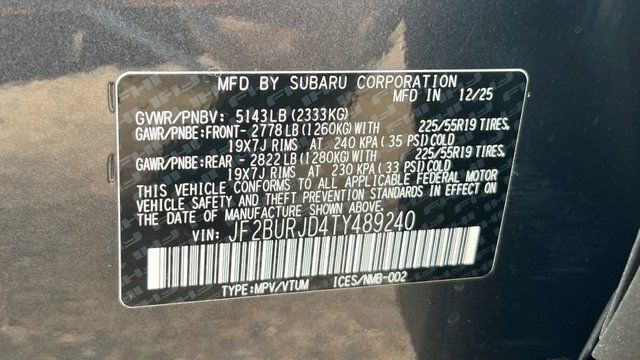 MFD BY SUBARU CORPORATION
MFD IN 12/25
GVWR/PNBV: 5143LB (2333KG)
GAWR/PNBE:FRONT- 2778LB (1260KG) WITH 225/55R19 TIRES,
19X7J RIMS AT 240 KPA (35 PSI) COLD
GAWR/PNBE:REAR - 2822LB (1280KG) WITH 225/55R19 TIRES,
19X7J RIMS AT 230 KPA (33 PSI) COLD
THIS VEHICLE CONFORMS TO ALL APPLICABLE FEDERAL MOTOR
VEHICLE SAFETY AND THEFT PREVENTION STANDARDS IN EFFECT ON
THE DATE OF MANUFACTURE SHOWN ABOVE.
VIN: JF2BURJD4TY489240
TYPE:MPV/VTUM ICES/NMB-002